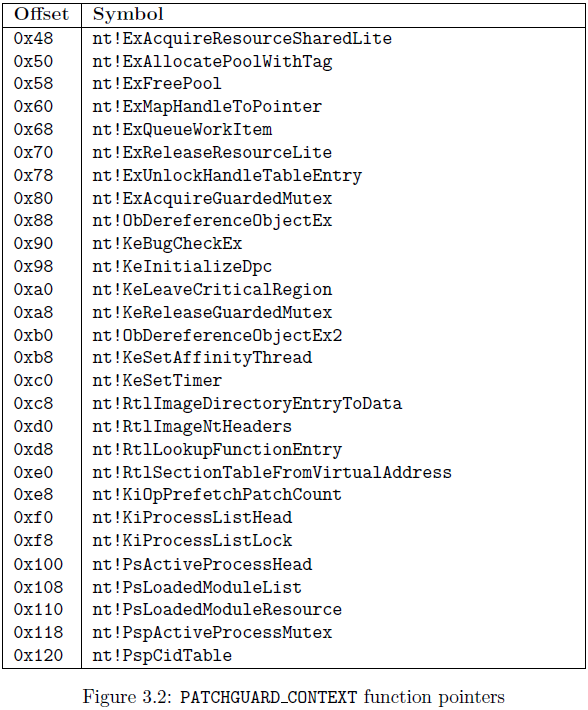 Offset Symbol
0x48 nt!ExAcquireResourceSharedLite
0x50 nt!ExAllocatePoolWithTag
0x58 nt!ExFreePool
0x60 nt!ExMapHandleToPointer
0x68 nt!ExQueueWorkItem
0x70 nt!ExReleaseResourceLite
0x78 nt!ExUnlockHandleTableEntry
0x80 nt!ExAcquireGuardedMutex
0x88 nt!ObDereferenceObjectEx
0x90 nt!KeBugCheckEx
0x98 nt!KeInitializeDpc
0xa0 nt!KeLeaveCriticalRegion
0xa8 nt!KeReleaseGuardedMutex
0xb0 nt!ObDereferenceObjectEx2
0xb8 nt!KeSetAffinityThread
0xc0 nt!KeSetTimer
0xc8 nt!RtlImageDirectoryEntryToData
0xd0 nt!RtlImageNtHeaders
0xd8 nt!RtlLookupFunctionEntry
0xe0 nt!RtlSectionTableFromVirtualAddress
0xe8 nt!KiOpPrefetchPatchCount
0xf0 nt!KiProcessListHead
0xf8 nt!KiProcessListLock
0x100 nt!PsActiveProcessHead
0x108 nt!PsLoadedModuleList
0x110 nt!PsLoadedModuleResource
0x118 nt!PspActiveProcessMutex
0x120 nt!PspCidTable
Figure 3.2: PATCHGUARD_CONTEXT function pointers